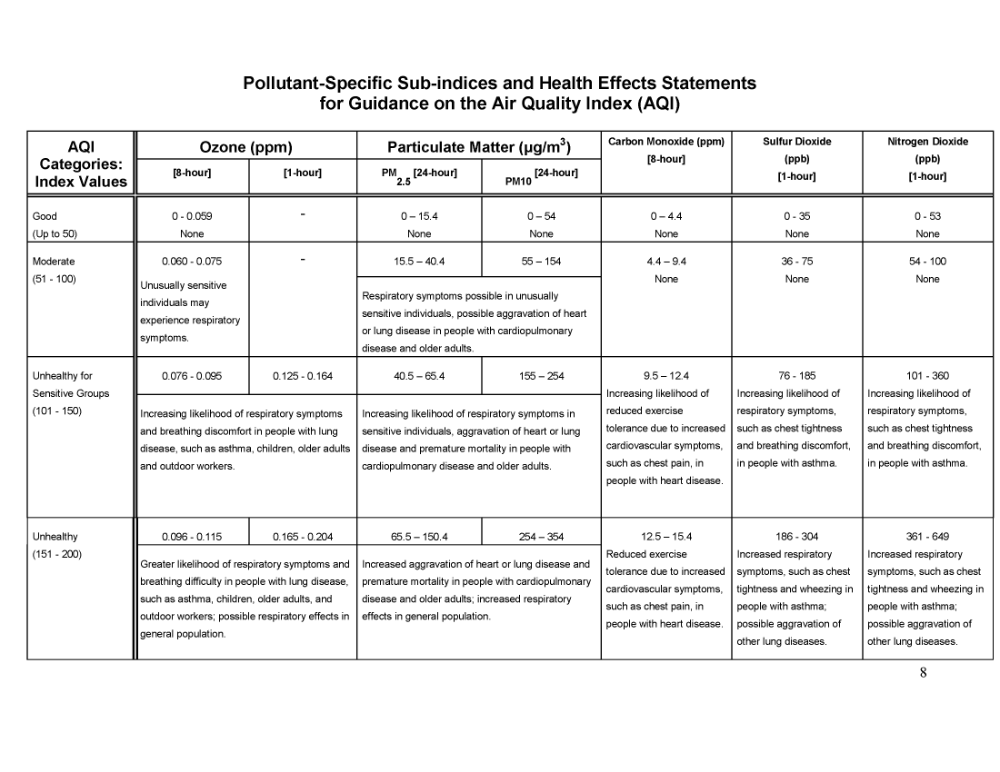 Pollutant-Specific Sub-indices and Health Effects Statements
for Guidance on the Air Quality Index (AQI)
AQI
Categories:
Index Values
Ozone (ppm)
[8-hour]
[1-hour]
Particulate Matter (µg/m3)
PM2.5 [24-hour]
PM10 [24-hour]
Carbon Monoxide (ppm)
[8-hour]
Sulfur Dioxide
(ppb)
[1-hour]
Nitrogen Dioxide
(ppb)
[1-hour]
Good
(Up to 50)
0 - 0.059
None
-
0 – 15.4
None
0 – 54
None
0 – 4.4
None
0 - 35
None
0 - 53
None
Moderate
(51 - 100)
0.060 - 0.075
Unusually sensitive
individuals may
experience respiratory
symptoms.
-
15.5 – 40.4
55 – 154
Respiratory symptoms possible in unusually
sensitive individuals, possible aggravation of heart
or lung disease in people with cardiopulmonary
disease and older adults.
4.4 – 9.4
None
36 - 75
None
54 - 100
None
Unhealthy for
Sensitive Groups
(101 - 150)
0.076 - 0.095
0.125 - 0.164
Increasing likelihood of respiratory symptoms
and breathing discomfort in people with lung
disease, such as asthma, children, older adults
and outdoor workers.
40.5 – 65.4
155 – 254
Increasing likelihood of respiratory symptoms in
sensitive individuals, aggravation of heart or lung
disease and premature mortality in people with
cardiopulmonary disease and older adults.
9.5 – 12.4
Increasing likelihood of
reduced exercise
tolerance due to increased
cardiovascular symptoms,
such as chest pain, in
people with heart disease.
76 - 185
Increasing likelihood of
respiratory symptoms,
such as chest tightness
and breathing discomfort,
in people with asthma.
101 - 360
Increasing likelihood of
respiratory symptoms,
such as chest tightness
and breathing discomfort,
in people with asthma.
Unhealthy
(151 - 200)
0.096 - 0.115
0.165 - 0.204
Greater likelihood of respiratory symptoms and
breathing difficulty in people with lung disease,
such as asthma, children, older adults, and
outdoor workers; possible respiratory effects in
general population.
65.5 – 150.4
254 – 354
Increased aggravation of heart or lung disease and
premature mortality in people with cardiopulmonary
disease and older adults; increased respiratory
effects in general population.
12.5 – 15.4
Reduced exercise
tolerance due to increased
cardiovascular symptoms,
such as chest pain, in
people with heart disease.
186 - 304
Increased respiratory
symptoms, such as chest
tightness and wheezing in
people with asthma;
possible aggravation of
other lung diseases.
361 - 649
Increased respiratory
symptoms, such as chest
tightness and wheezing in
people with asthma;
possible aggravation of
other lung diseases.
8